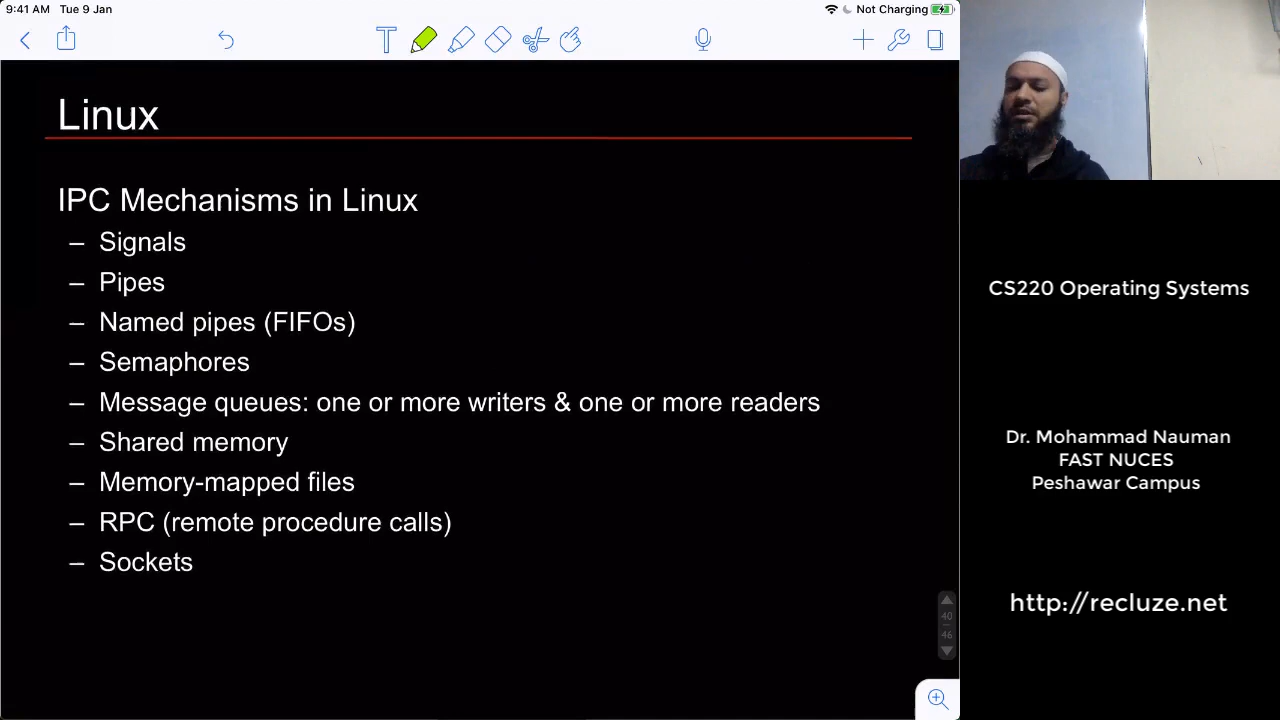 9:41 AM Tue 9 Jan
Not Charging
T
Linux
IPC Mechanisms in Linux
– Signals
– Pipes
– Named pipes (FIFOs)
– Semaphores
– Message queues: one or more writers & one or more readers
– Shared memory
– Memory-mapped files
– RPC (remote procedure calls)
– Sockets
40
46
CS220 Operating Systems
Dr. Mohammad Nauman
FAST NUCES
Peshawar Campus
http://recluze.net